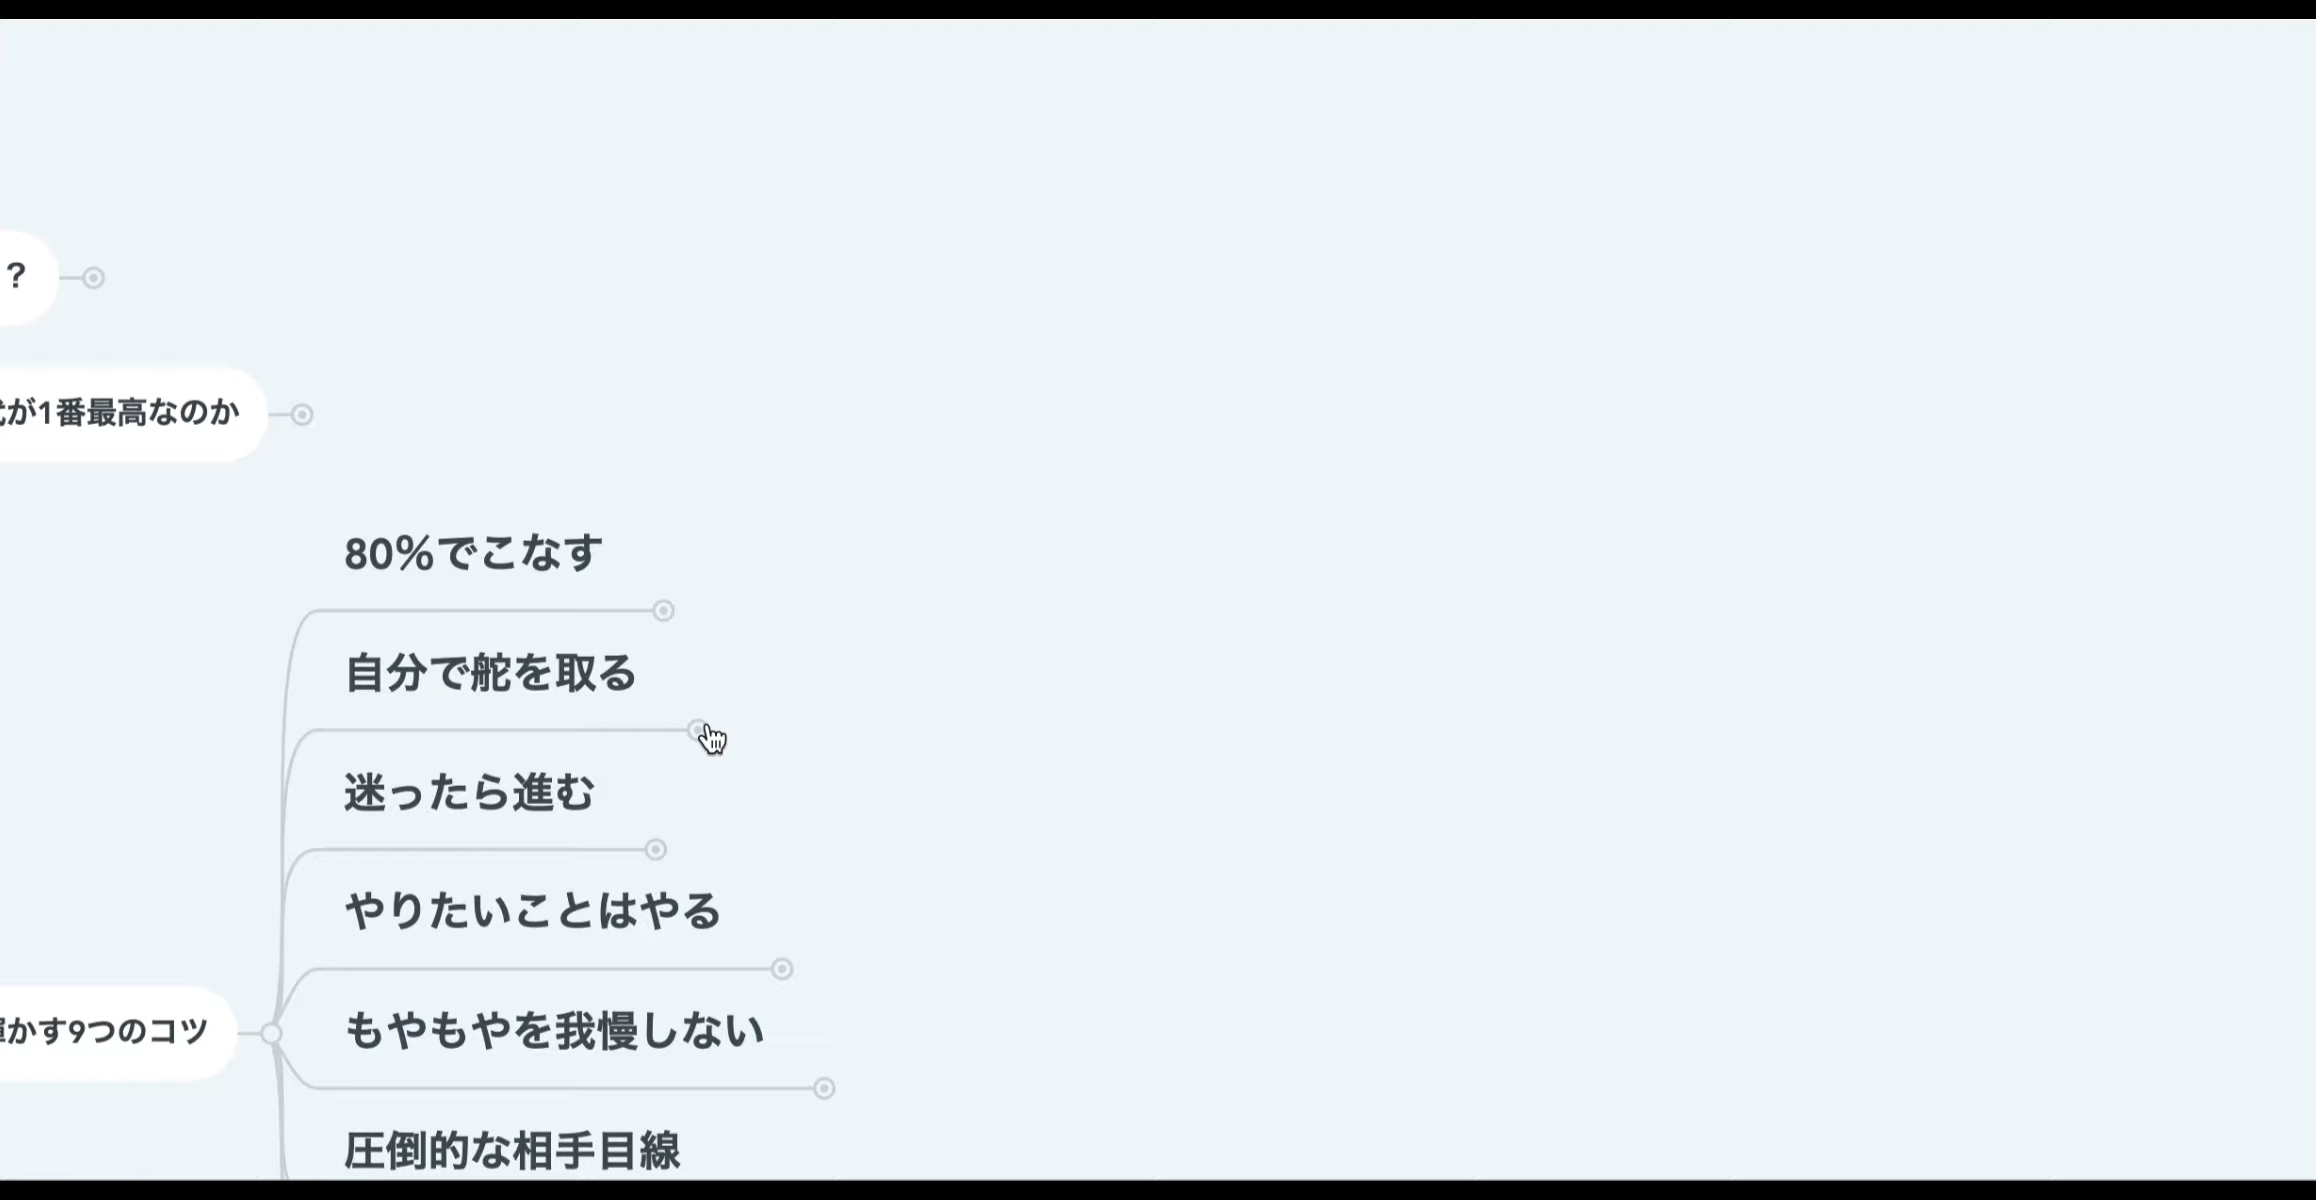 ？
が1番最高なのか
80%でこなす
自分で舵を取る
迷ったら進む
やりたいことはやる
もやもやを我慢しない
かす9つのコツ
圧倒的な相手目線